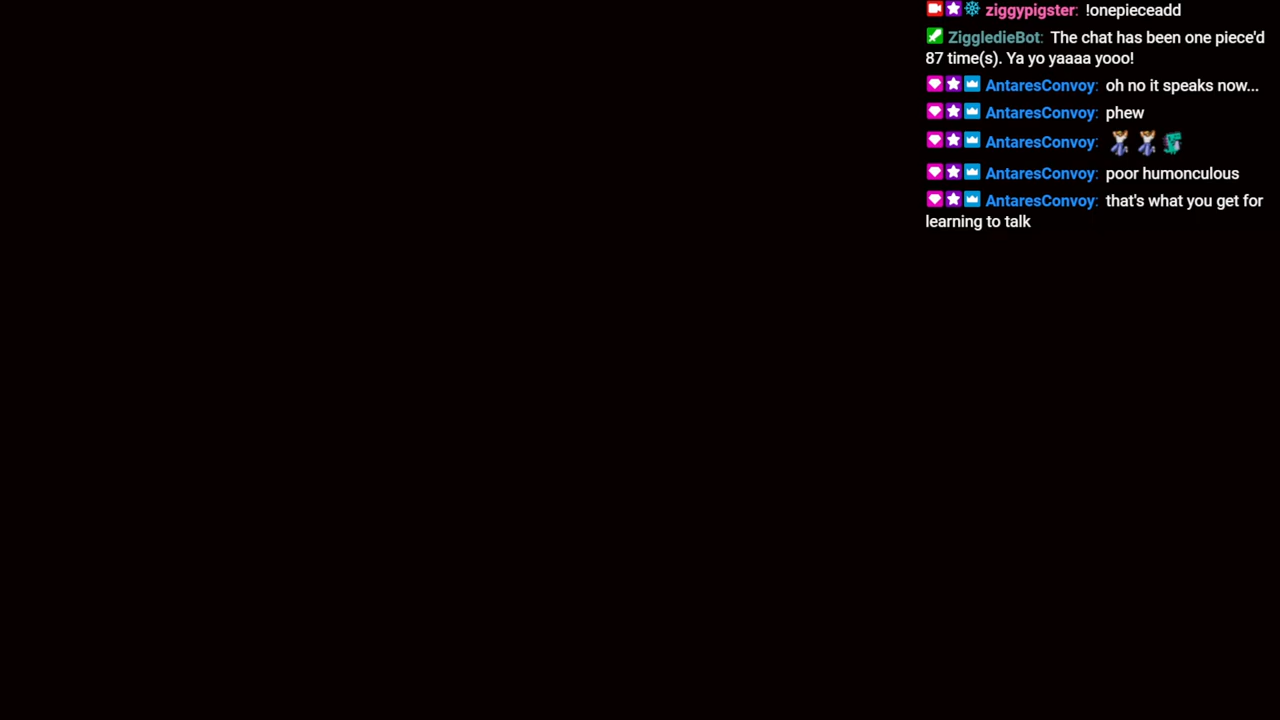 ziggypigster: !onepieceadd
ZiggledieBot: The chat has been one piece'd
87 time(s). Ya yo yaaaa yooo!
AntaresConvoy: oh no it speaks now...
AntaresConvoy: phew
AntaresConvoy:
AntaresConvoy: poor humonculous
AntaresConvoy: that's what you get for
learning to talk